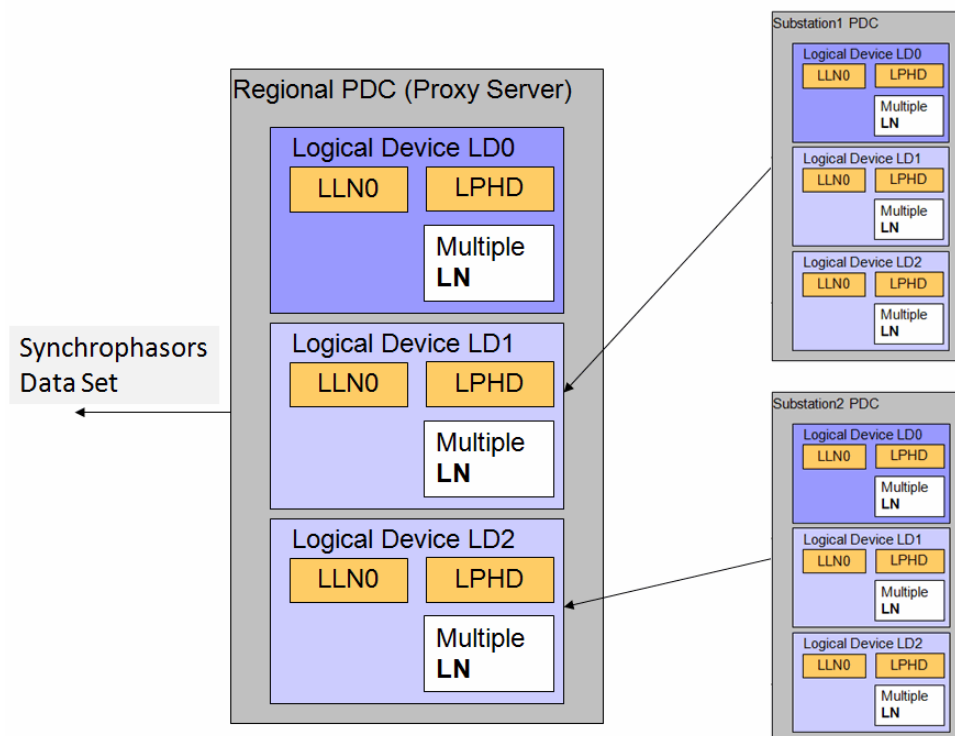 Synchrophasors
Data Set
Regional PDC (Proxy Server)
Logical Device LD0
LLN0
LPHD
Multiple
LN
Logical Device LD1
LLN0
LPHD
Multiple
LN
Logical Device LD2
LLN0
LPHD
Multiple
LN
Substation1 PDC
Logical Device LD0
LLN0
LPHD
Multiple
LN
Logical Device LD1
LLN0
LPHD
Multiple
LN
Logical Device LD2
LLN0
LPHD
Multiple
LN
Substation2 PDC
Logical Device LD0
LLN0
LPHD
Multiple
LN
Logical Device LD1
LLN0
LPHD
Multiple
LN
Logical Device LD2
LLN0
LPHD
Multiple
LN